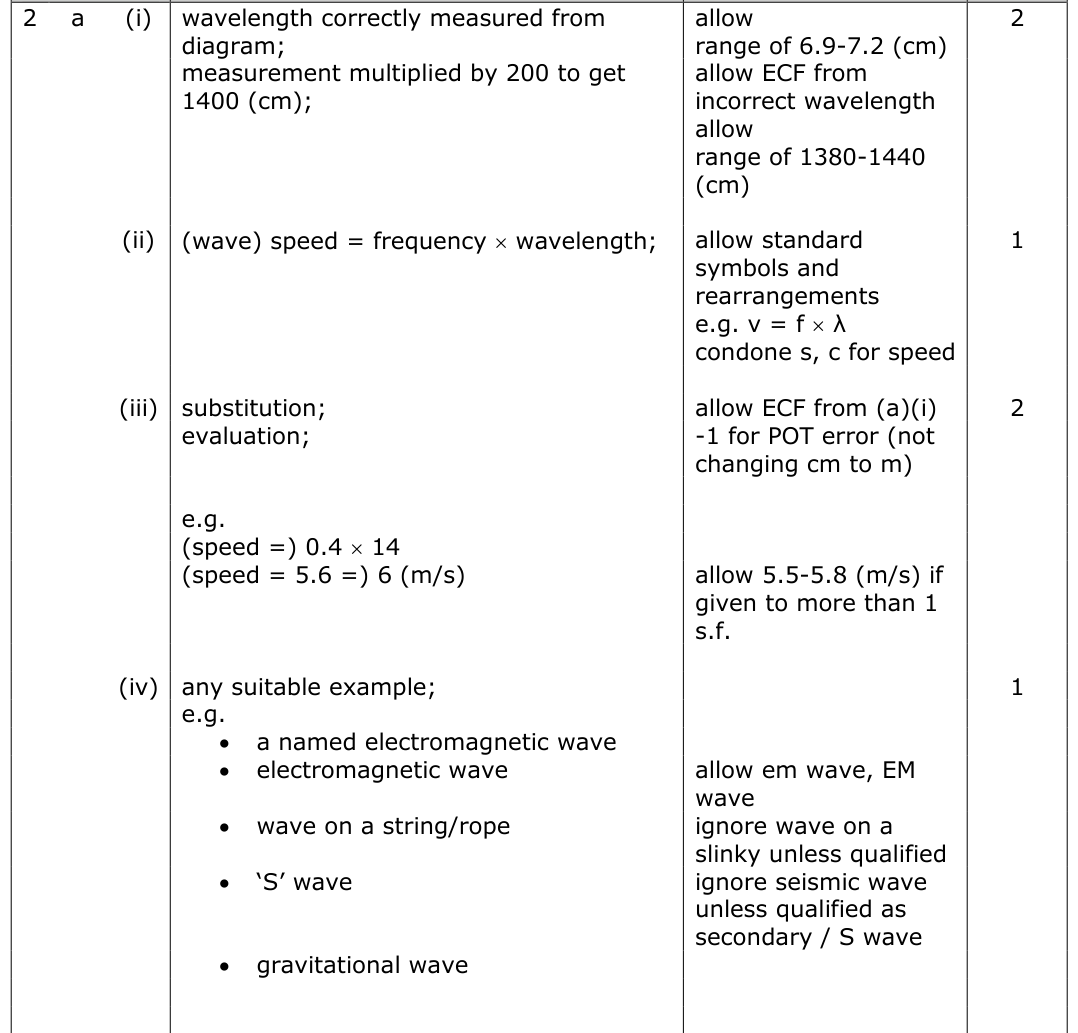 2 a (i) wavelength correctly measured from allow 2
diagram; range of 6.9-7.2 (cm)
measurement multiplied by 200 to get allow ECF from
1400 (cm); incorrect wavelength
allow
range of 1380-1440
(cm)
(ii) (wave) speed = frequency × wavelength; allow standard 1
symbols and
rearrangements
e.g. v = f × λ
condone s, c for speed
(iii) substitution; allow ECF from (a)(i) 2
evaluation; -1 for POT error (not
changing cm to m)
e.g.
(speed =) 0.4 × 14
(speed = 5.6 =) 6 (m/s) allow 5.5-5.8 (m/s) if
given to more than 1
s.f.
(iv) any suitable example; 1
e.g.
• a named electromagnetic wave
• electromagnetic wave allow em wave, EM
wave
• wave on a string/rope ignore wave on a
slinky unless qualified
• ‘S’ wave ignore seismic wave
unless qualified as
secondary / S wave
• gravitational wave